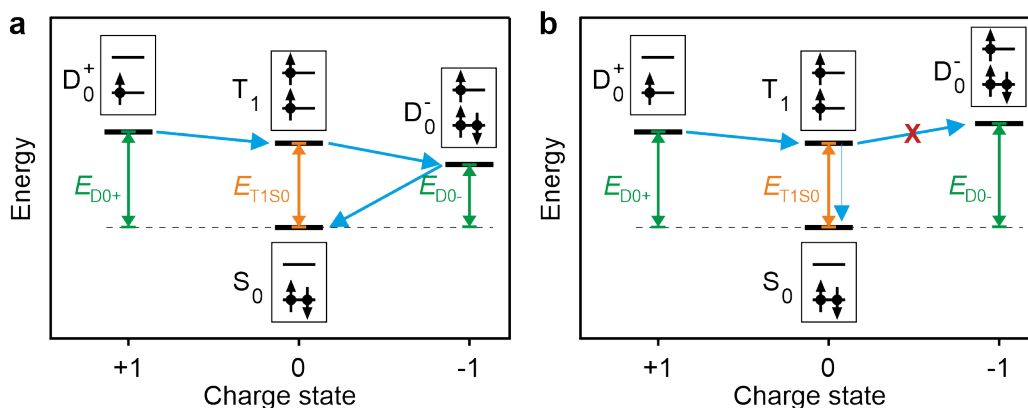 a
D0+
T1
D0-
Energy
ED0+
ET1S0
ED0-
S0
+1
0
-1
Charge state
b
D0+
T1
D0-
X
Energy
ED0+
ET1S0
ED0-
S0
+1
0
-1
Charge state